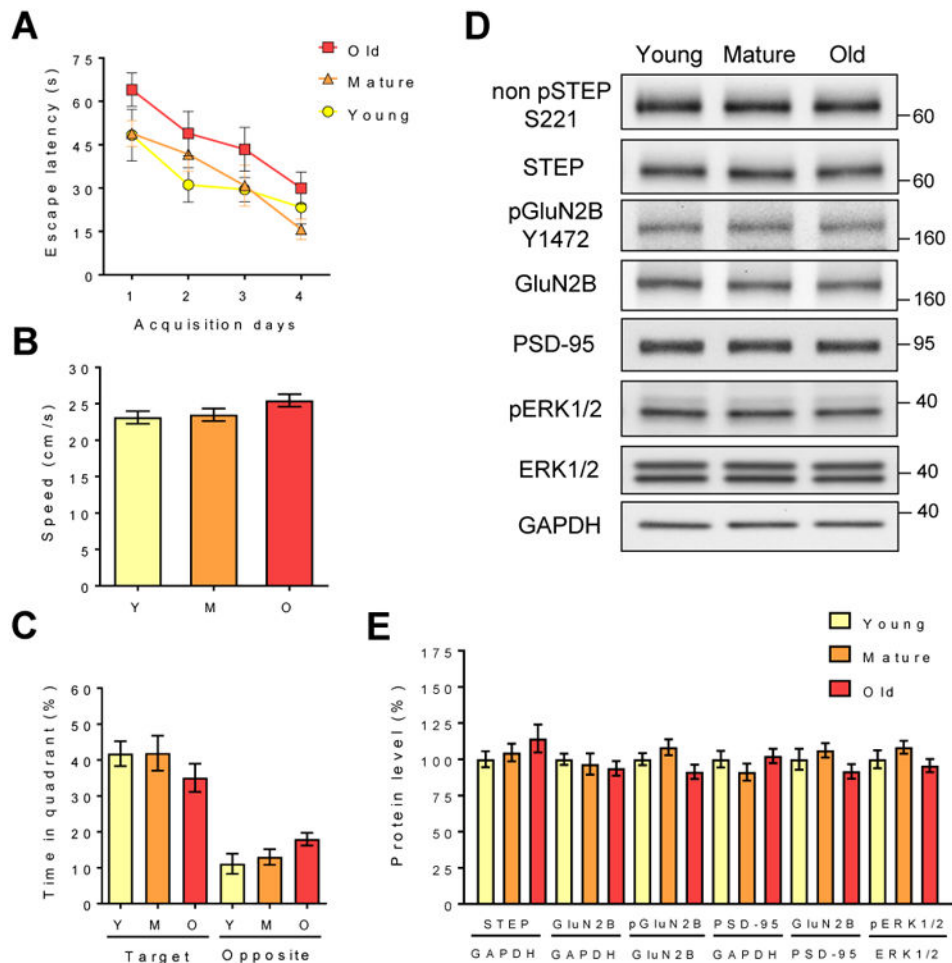 A
Old
Mature
Young
75
60
45
30
15
0
Escape latency (s)
1 2 3 4
Acquisition days
B
30
25
20
15
10
5
0
Speed (cm/s)
Y M O
C
60
50
40
30
20
10
0
Time in quadrant (%)
Y M O Y M O
Target Opposite
D
Young Mature Old
non pSTEP
S221
60
STEP
60
pGluN2B
Y1472
160
GluN2B
160
PSD-95
95
pERK1/2
40
ERK1/2
40
GAPDH
40
E
Young
Mature
Old
175
150
125
100
75
50
25
0
Protein level (%)
STEP GluN2B pGluN2B PSD-95 GluN2B pERK1/2
GAPDH GAPDH GluN2B GAPDH PSD-95 ERK1/2